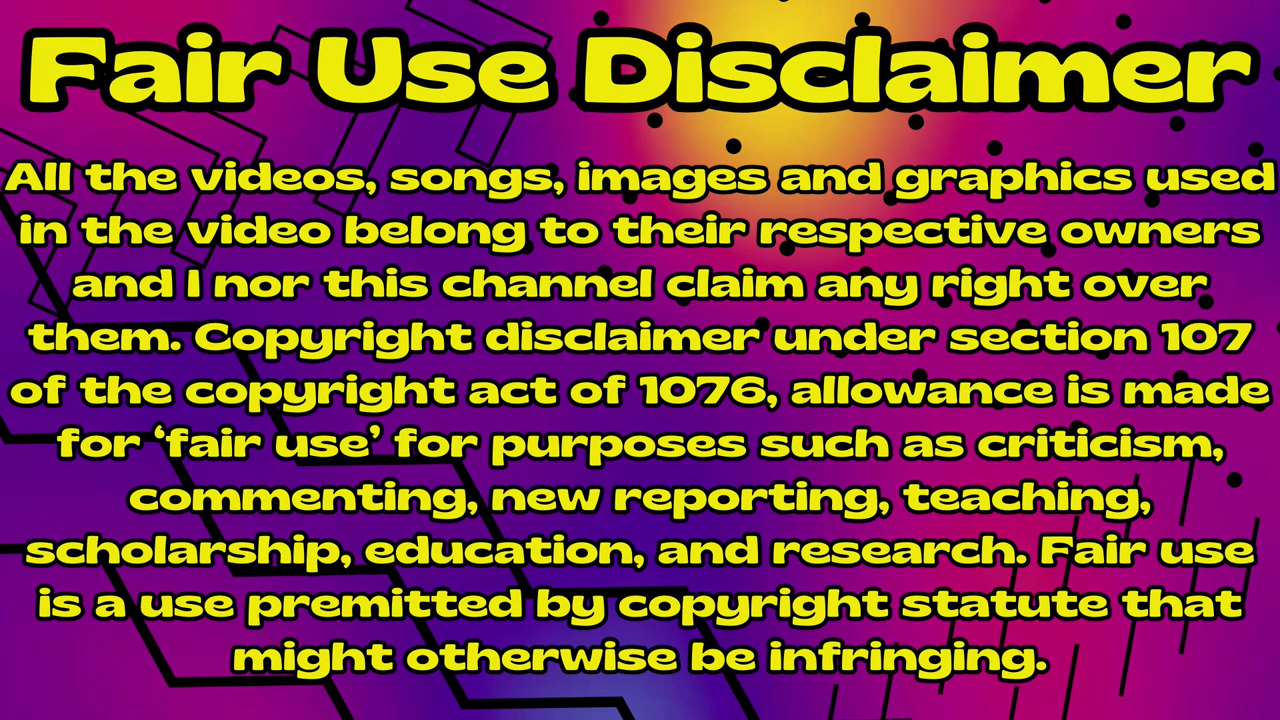 Fair Use Disclaimer
All the videos, songs, images and graphics used
in the video belong to their respective owners
and I nor this channel claim any right over
them. Copyright disclaimer under section 107
of the copyright act of 1076, allowance is made
for ‘fair use’ for purposes such as criticism,
commenting, new reporting, teaching,
scholarship, education, and research. Fair use
is a use premitted by copyright statute that
might otherwise be infringing.